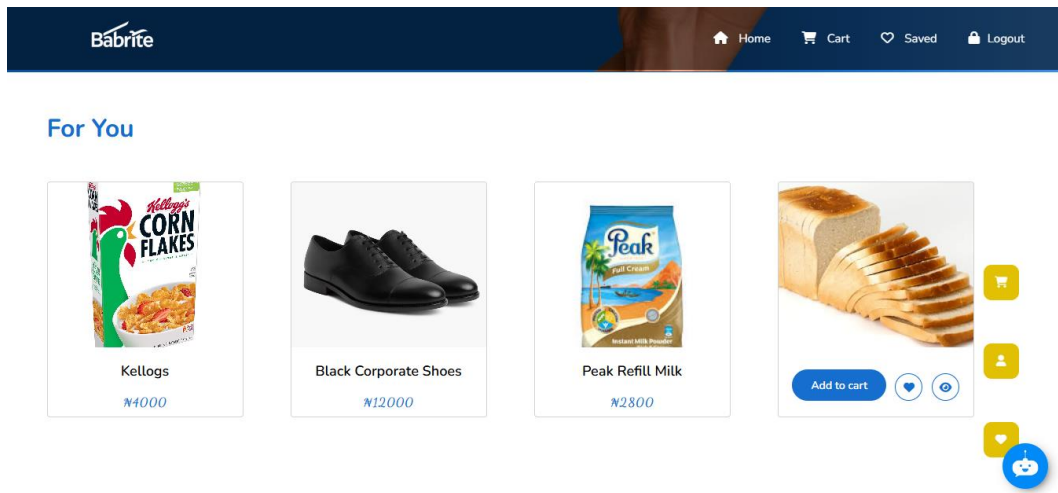 Babrite
Home Cart Saved Logout
For You
Kellogg's
CORN
FLAKES
Peak
Full Cream
Instant Milk Powder
Kellogs
Black Corporate Shoes
Peak Refill Milk
Add to cart
₦4000
₦12000
₦2800